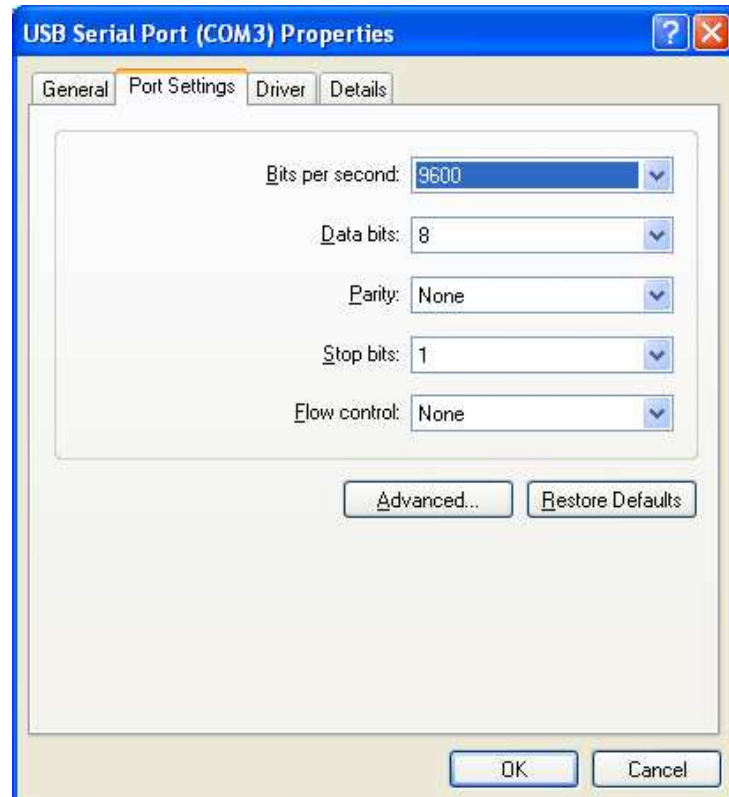 USB Serial Port (COM3) Properties
General Port Settings Driver Details
Bits per second: 9600
Data bits: 8
Parity: None
Stop bits: 1
Flow control: None
Advanced... Restore Defaults
OK Cancel